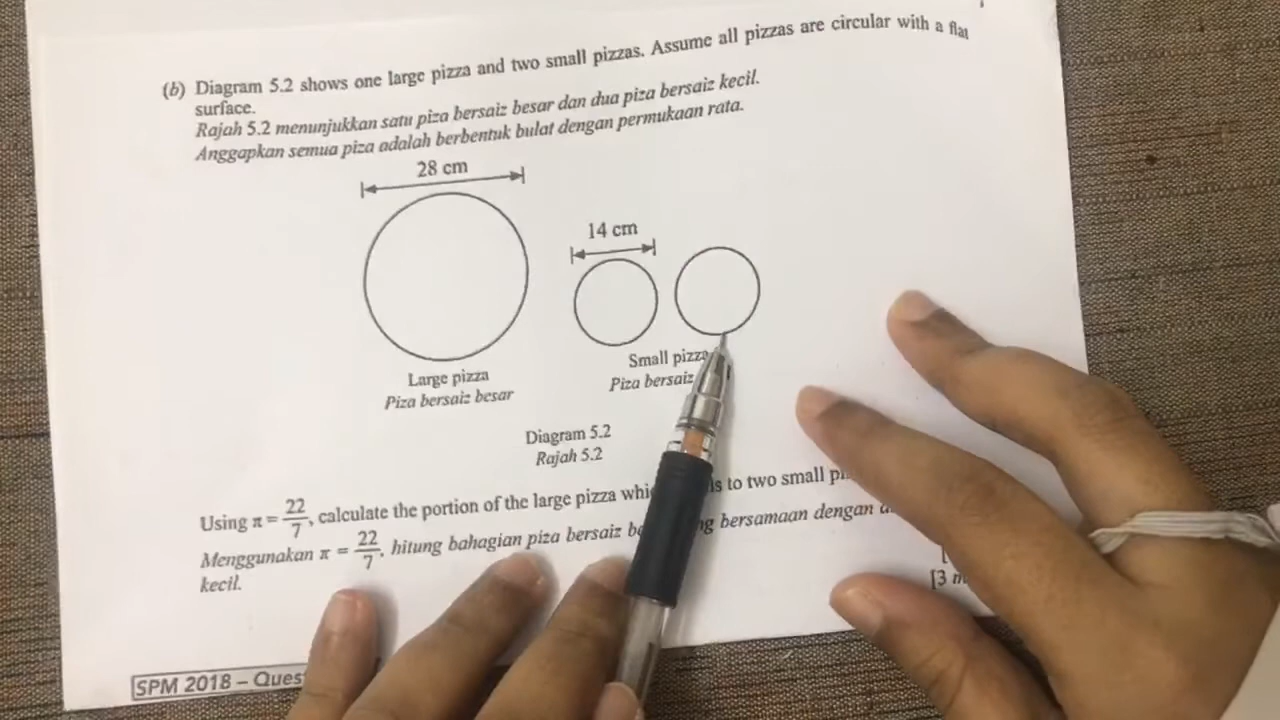 (b) Diagram 5.2 shows one large pizza and two small pizzas. Assume all pizzas are circular with a flat
surface.
Rajah 5.2 menunjukkan satu piza bersaiz besar dan dua piza bersaiz kecil.
Anggapkan semua piza adalah berbentuk bulat dengan permukaan rata.
28 cm
14 cm
Large pizza
Piza bersaiz besar
Small pizza
Piza bersaiz
Diagram 5.2
Rajah 5.2
Using π = 22/7, calculate the portion of the large pizza to two small
Menggunakan π = 22/7, hitung bahagian piza bersaiz bersamaan dengan
kecil.
[3
SPM 2018 –